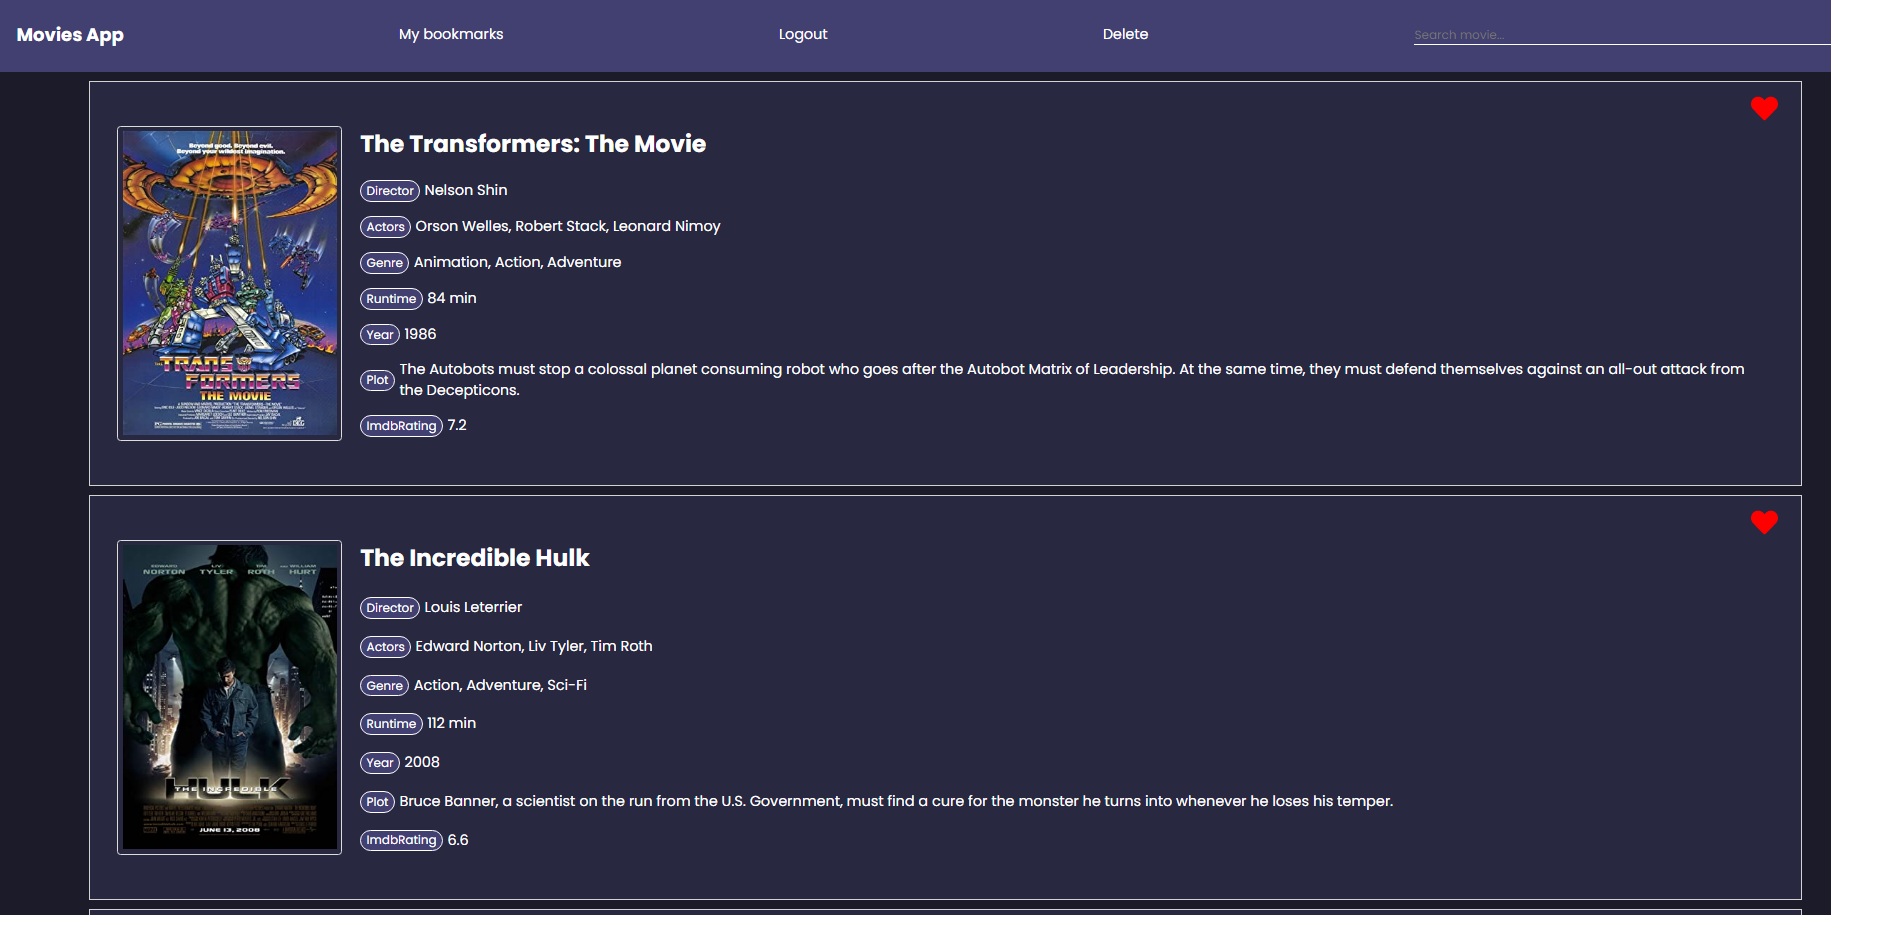 Movies App
My bookmarks
Logout
Delete
Search movie...
Beyond good. Beyond evil.
Beyond your wildest imagination.
THE TRANSFORMERS
THE MOVIE
The Transformers: The Movie
Director Nelson Shin
Actors Orson Welles, Robert Stack, Leonard Nimoy
Genre Animation, Action, Adventure
Runtime 84 min
Year 1986
Plot The Autobots must stop a colossal planet consuming robot who goes after the Autobot Matrix of Leadership. At the same time, they must defend themselves against an all-out attack from
the Decepticons.
ImdbRating 7.2
EDWARD NORTON
LIV TYLER
TIM ROTH
AND WILLIAM HURT
THE INCREDIBLE
HULK
JUNE 13, 2008
The Incredible Hulk
Director Louis Leterrier
Actors Edward Norton, Liv Tyler, Tim Roth
Genre Action, Adventure, Sci-Fi
Runtime 112 min
Year 2008
Plot Bruce Banner, a scientist on the run from the U.S. Government, must find a cure for the monster he turns into whenever he loses his temper.
ImdbRating 6.6